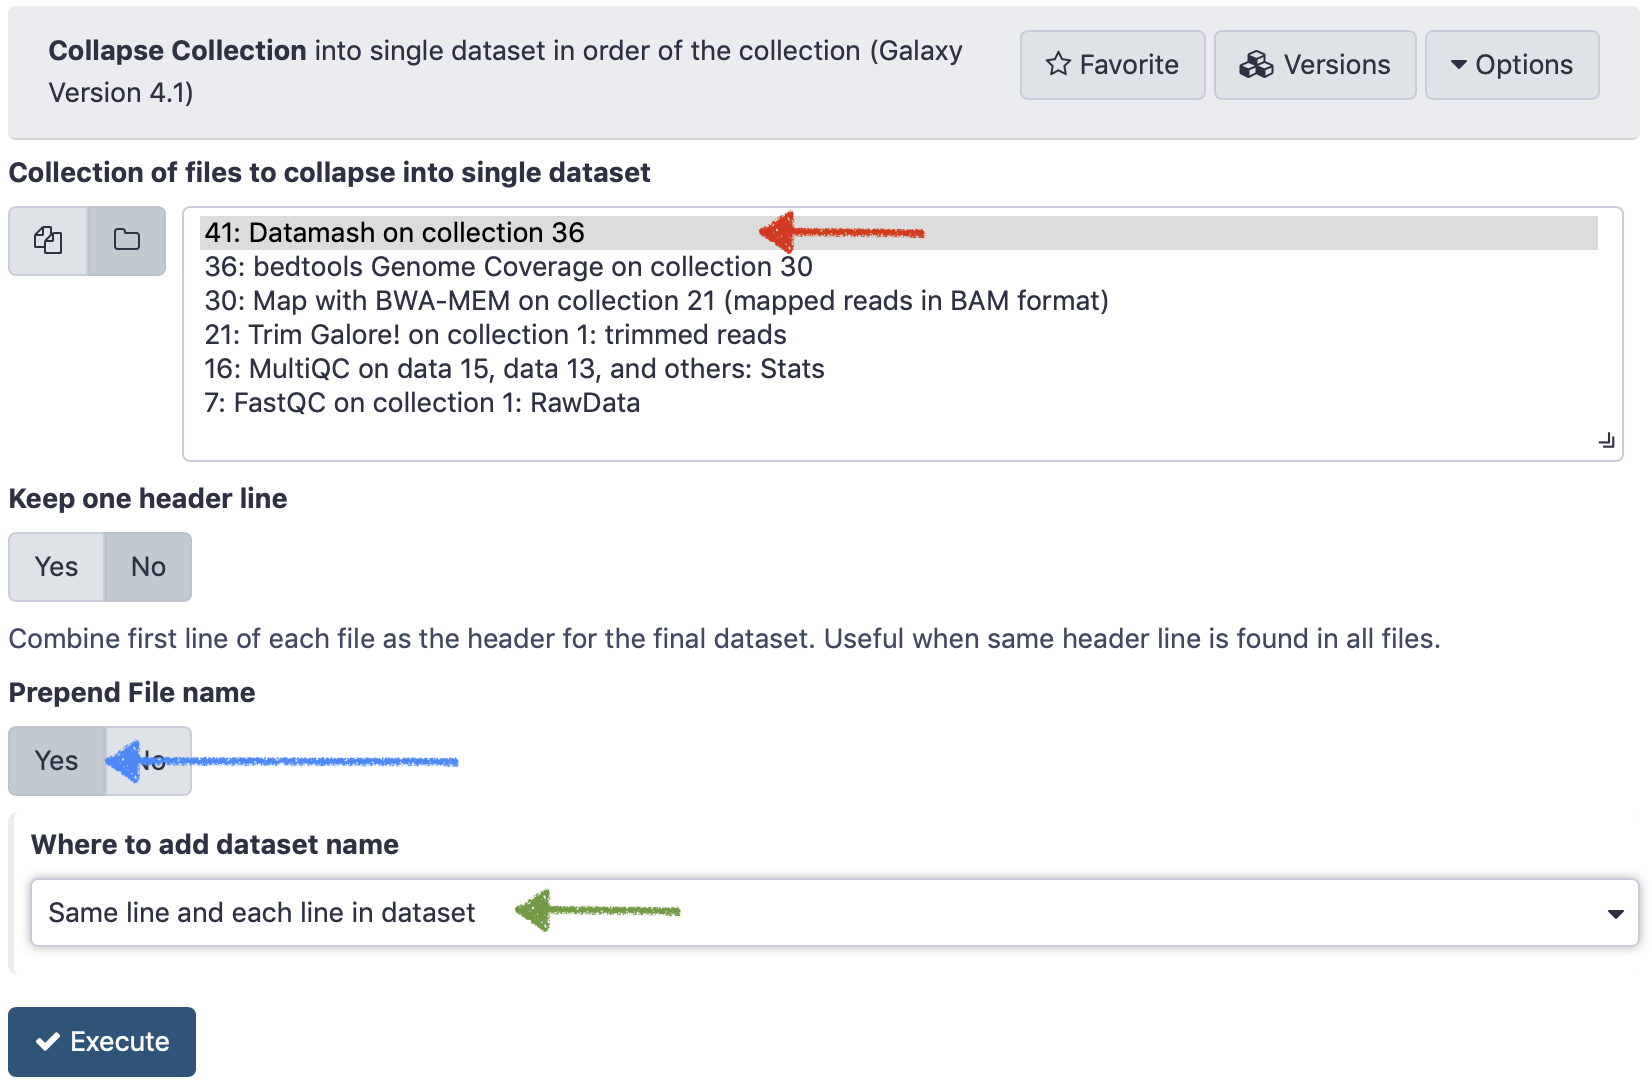 Collapse Collection into single dataset in order of the collection (Galaxy
Version 4.1)
Favorite
Versions
Options
Collection of files to collapse into single dataset
41: Datamash on collection 36
36: bedtools Genome Coverage on collection 30
30: Map with BWA-MEM on collection 21 (mapped reads in BAM format)
21: Trim Galore! on collection 1: trimmed reads
16: MultiQC on data 15, data 13, and others: Stats
7: FastQC on collection 1: RawData
Keep one header line
Yes No
Combine first line of each file as the header for the final dataset. Useful when same header line is found in all files.
Prepend File name
Yes No
Where to add dataset name
Same line and each line in dataset
Execute